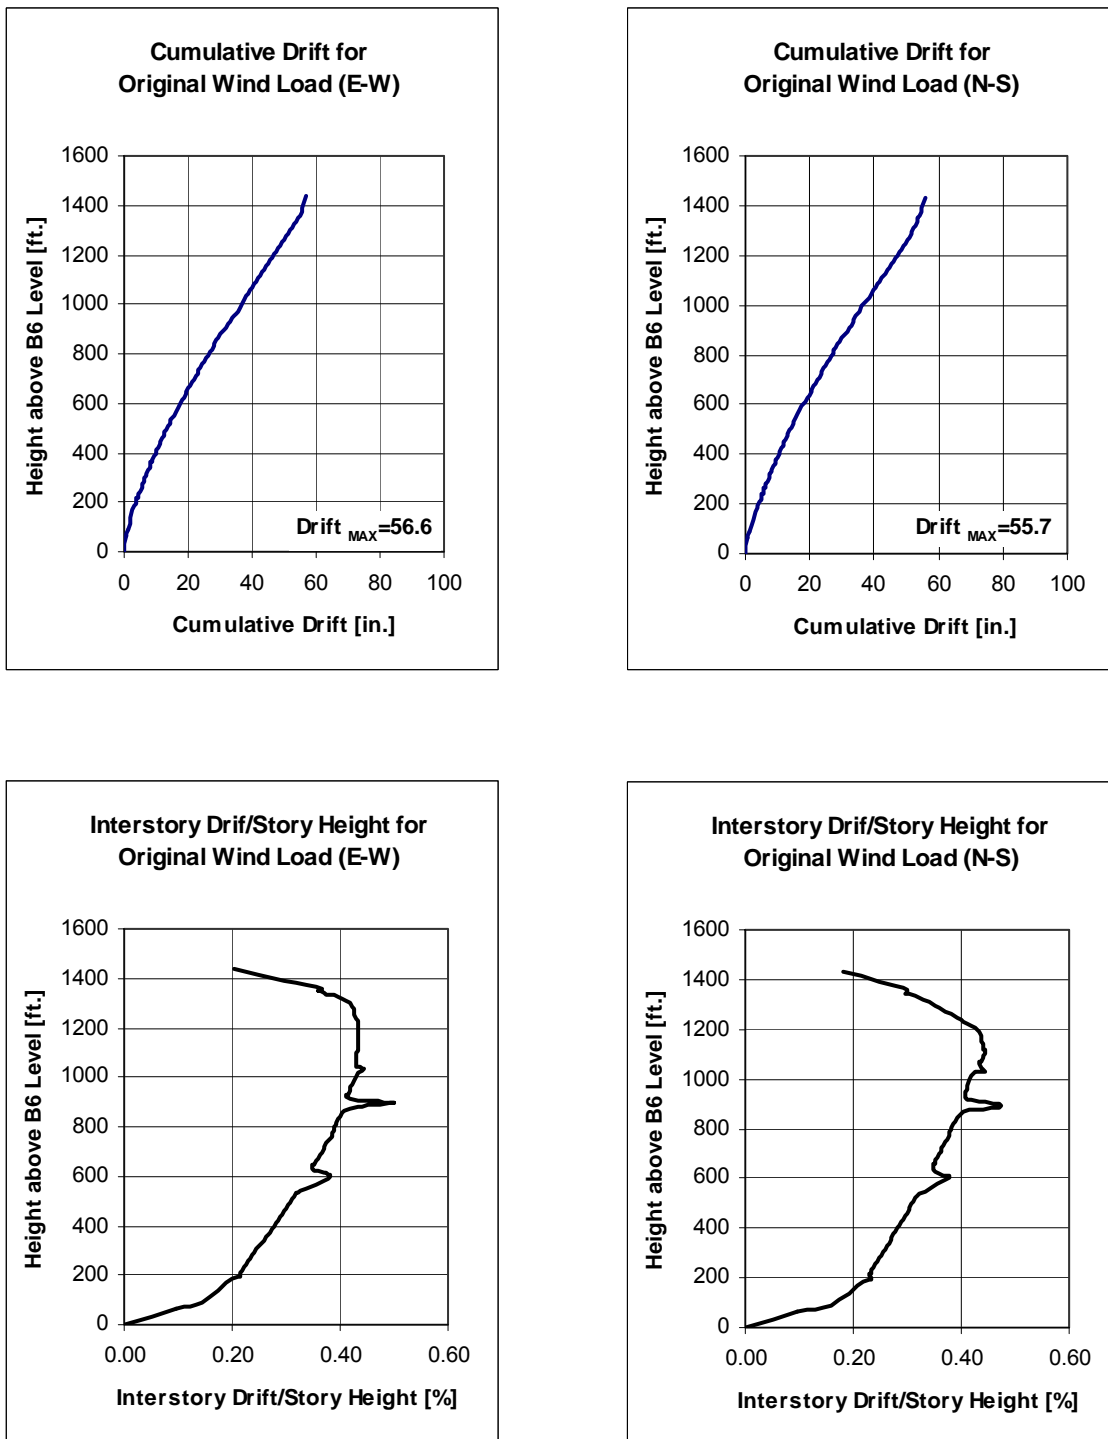 Cumulative Drift for
Original Wind Load (E-W)
1600
1400
1200
1000
800
600
400
200
0
Height above B6 Level [ft.]
Drift MAX=56.6
0 20 40 60 80 100
Cumulative Drift [in.]
Cumulative Drift for
Original Wind Load (N-S)
1600
1400
1200
1000
800
600
400
200
0
Height above B6 Level [ft.]
Drift MAX=55.7
0 20 40 60 80 100
Cumulative Drift [in.]
Interstory Drif/Story Height for
Original Wind Load (E-W)
1600
1400
1200
1000
800
600
400
200
0
Height above B6 Level [ft.]
0.00 0.20 0.40 0.60
Interstory Drift/Story Height [%]
Interstory Drif/Story Height for
Original Wind Load (N-S)
1600
1400
1200
1000
800
600
400
200
0
Height above B6 Level [ft.]
0.00 0.20 0.40 0.60
Interstory Drift/Story Height [%]